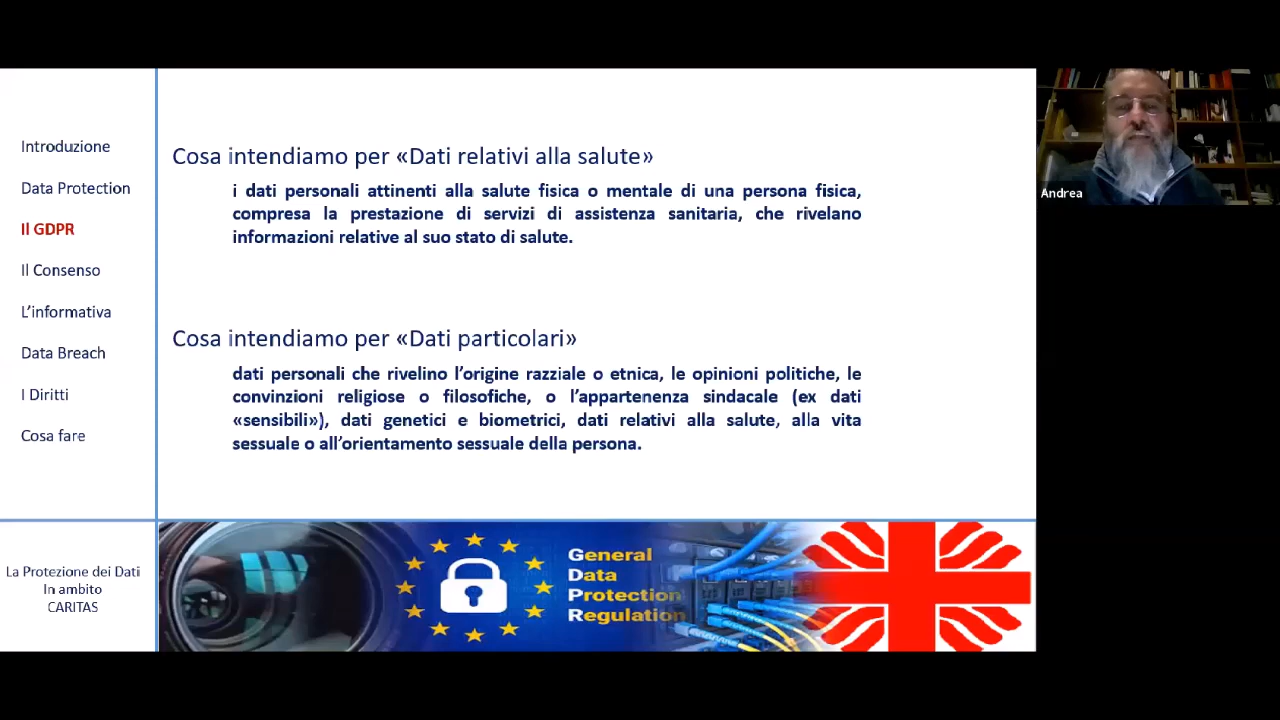 Introduzione
Data Protection
Il GDPR
Il Consenso
L'informativa
Data Breach
I Diritti
Cosa fare
La Protezione dei Dati
In ambito
CARITAS
Cosa intendiamo per «Dati relativi alla salute»
i dati personali attinenti alla salute fisica o mentale di una persona fisica,
compresa la prestazione di servizi di assistenza sanitaria, che rivelano
informazioni relative al suo stato di salute.
Cosa intendiamo per «Dati particolari»
dati personali che rivelino l'origine razziale o etnica, le opinioni politiche, le
convinzioni religiose o filosofiche, o l'appartenenza sindacale (ex dati
«sensibili»), dati genetici e biometrici, dati relativi alla salute, alla vita
sessuale o all'orientamento sessuale della persona.
General
Data
Protection
Regulation
Andrea